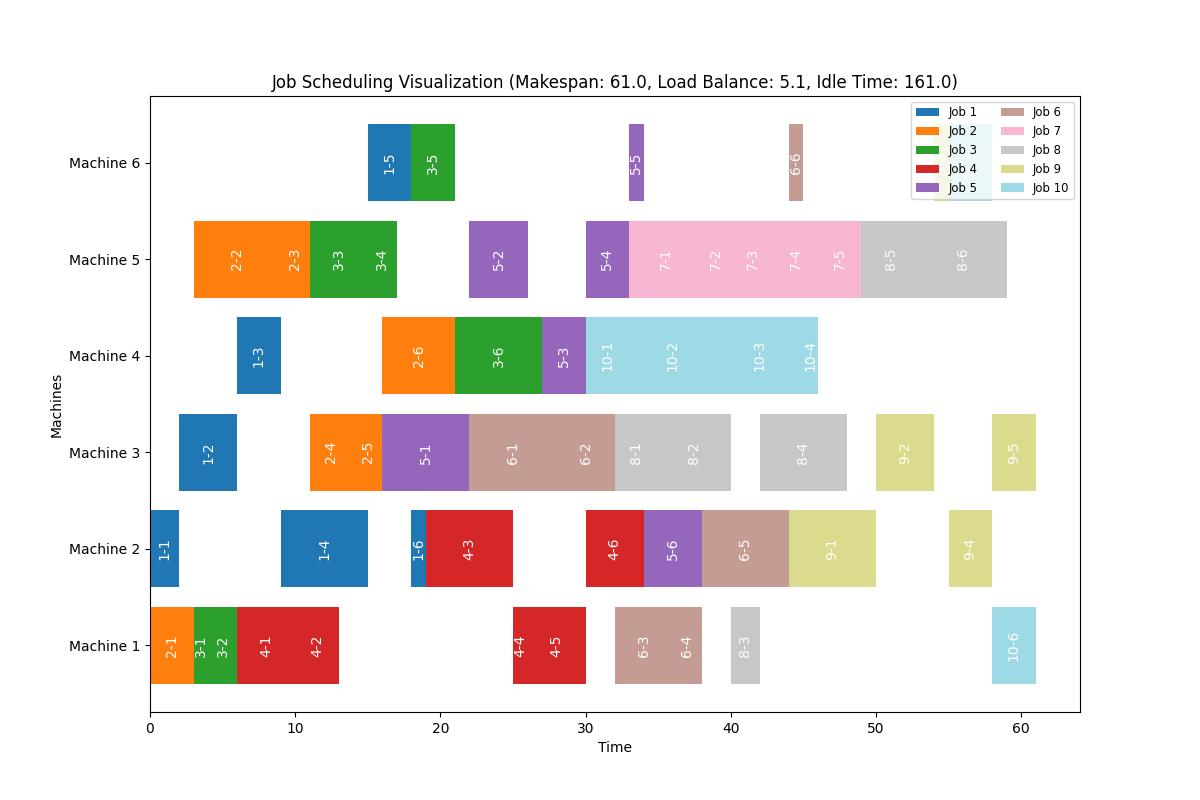 Job Scheduling Visualization (Makespan: 61.0, Load Balance: 5.1, Idle Time: 161.0)
Job 1 Job 6
Job 2 Job 7
Job 3 Job 8
Job 4 Job 9
Job 5 Job 10
Machine 6 1-5 3-5 5-5 6-6
Machine 5 2-2 2-3 3-3 3-4 5-2 5-4 7-1 7-2 7-3 7-4 7-5 8-5 8-6
Machine 4 1-3 2-6 3-6 5-3 10-1 10-2 10-3 10-4
Machines
Machine 3 1-2 2-4 2-5 5-1 6-1 6-2 8-1 8-2 8-4 9-2 9-5
Machine 2 1-1 1-4 1-6 4-3 4-6 5-6 6-5 9-1 9-4
Machine 1 2-1 3-1 3-2 4-1 4-2 4-4 4-5 6-3 6-4 8-3 10-6
0 10 20 30 40 50 60
Time